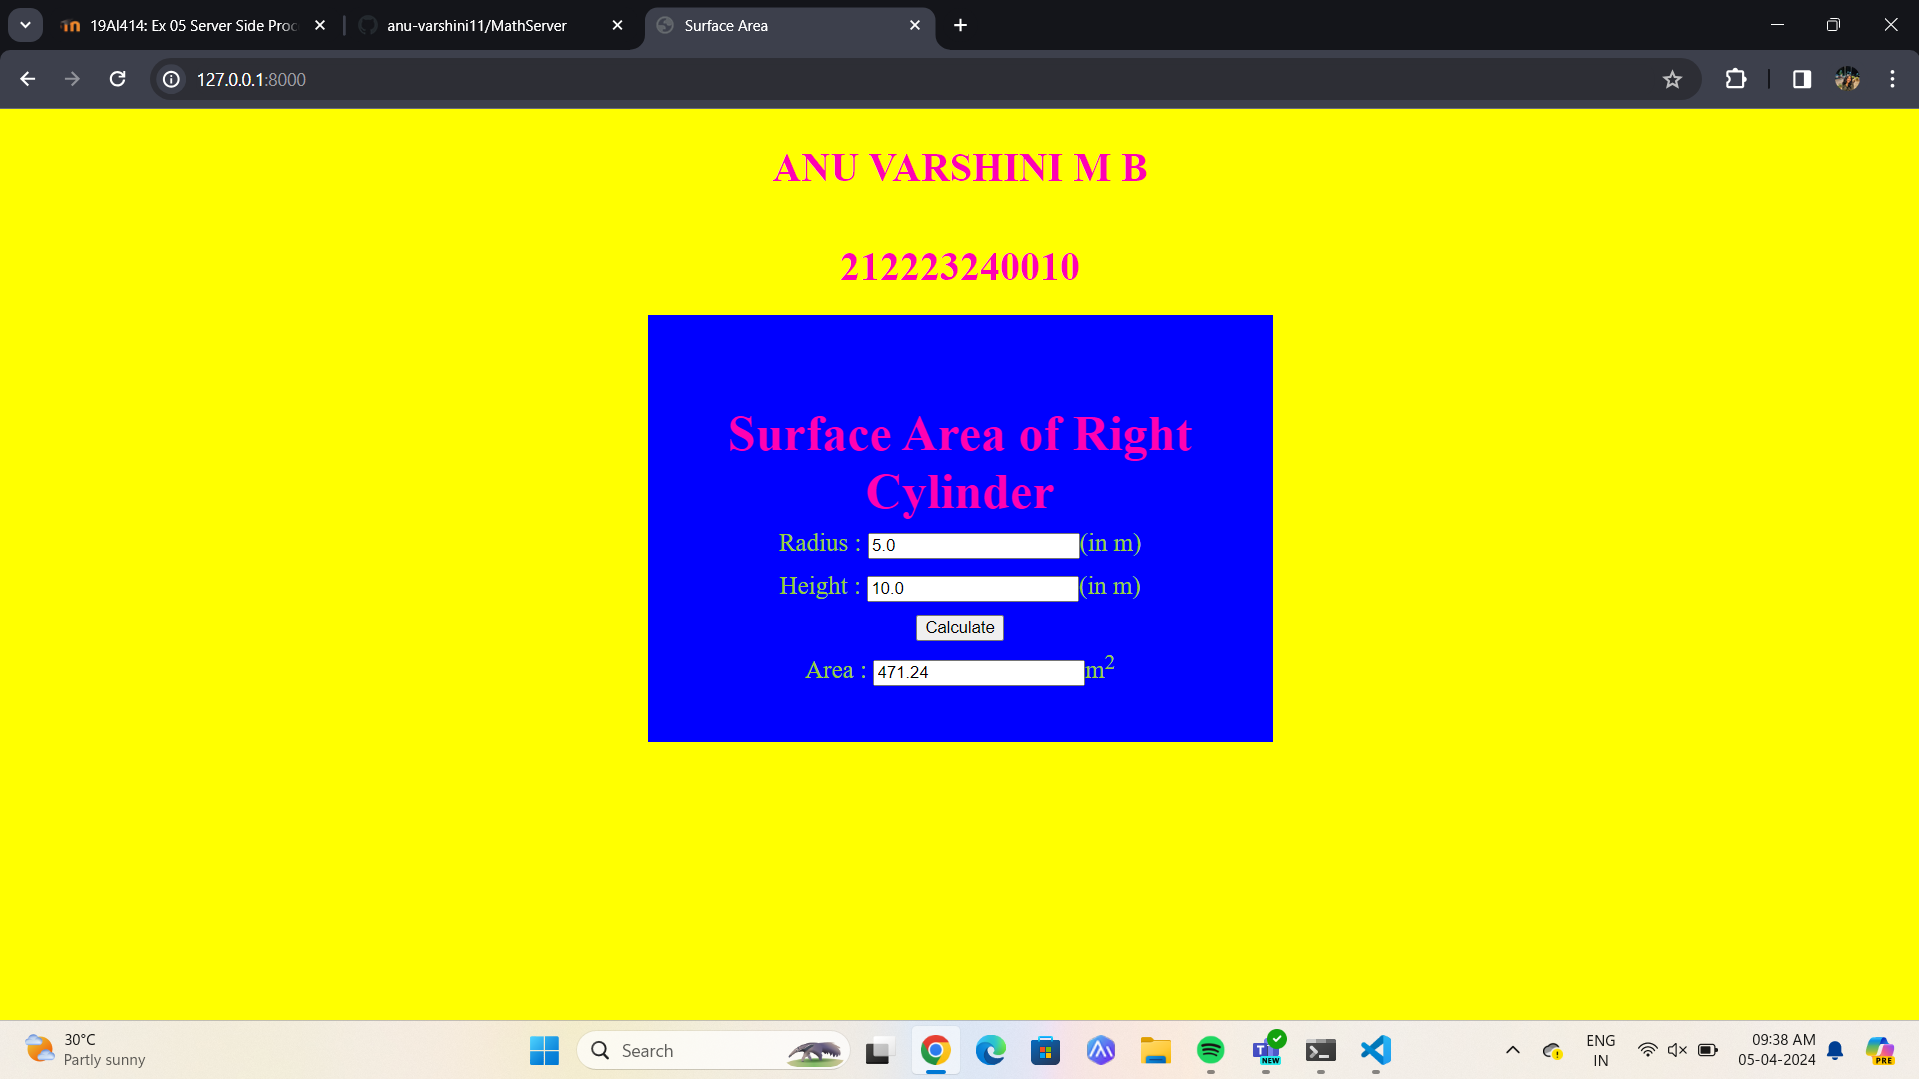 19AI414: Ex 05 Server Side Proc
anu-varshini11/MathServer
Surface Area
127.0.0.1:8000
ANU VARSHINI M B
212223240010
Surface Area of Right
Cylinder
Radius : 5.0 (in m)
Height : 10.0 (in m)
Calculate
Area : 471.24 m²
30°C
Partly sunny
Search
NEW
ENG
IN
09:38 AM
05-04-2024
PRE